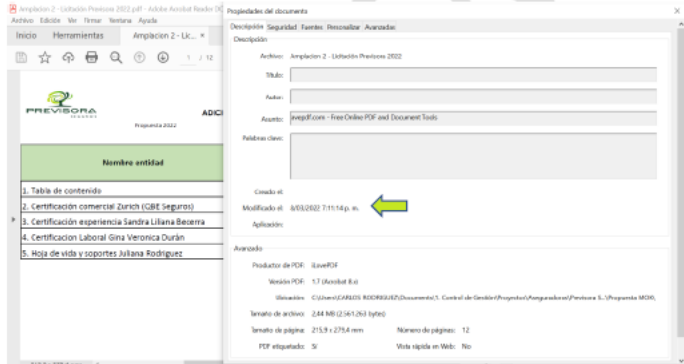 Amplacion 2 - Licitación Previsora 2022.pdf - Adobe Acrobat Reader DC
Archivo Edición Ver Firmar Ventana Ayuda
Inicio Herramientas Amplacion 2 - Lic... ×
1 / 12
PREVISORA
SEGUROS
ADICI
Propuesta 2022
Nombre entidad
1. Tabla de contenido
2. Certificación comercial Zurich (QBE Seguros)
3. Certificación experiencia Sandra Liliana Becerra
4. Certificacion Laboral Gina Veronica Durán
5. Hoja de vida y soportes Juliana Rodriguez
Propiedades del documento
Descripción Seguridad Fuentes Personalizar Avanzadas
Descripción
Archivo: Amplacion 2 - Licitación Previsora 2022
Título:
Autor:
Asunto: avepdf.com - Free Online PDF and Document Tools
Palabras clave:
Creado el:
Modificado el: 8/03/2022 7:11:14 p. m.
Aplicación:
Avanzado
Productor de PDF: iLovePDF
Versión PDF: 1.7 (Acrobat 8.x)
Ubicación: C:\Users\CARLOS RODRIGUEZ\Documents\1. Control de Gestión\Proyectos\Aseguradoras\Previsora S...\Propuesta
Tamaño de archivo: 2,44 MB (2.561.263 bytes)
Tamaño de página: 215,9 x 279,4 mm Número de páginas: 12
PDF etiquetado: Sí Vista rápida en Web: No